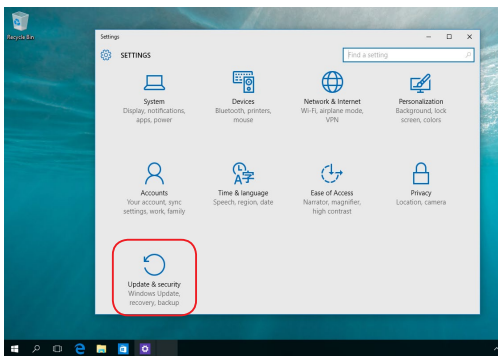 Recycle Bin
Settings
SETTINGS
Find a setting
System
Display, notifications,
apps, power
Devices
Bluetooth, printers,
mouse
Network & Internet
Wi-Fi, airplane mode,
VPN
Personalization
Background, lock
screen, colors
Accounts
Your account, sync
settings, work, family
Time & language
Speech, region, date
Ease of Access
Narrator, magnifier,
high contrast
Privacy
Location, camera
Update & security
Windows Update,
recovery, backup